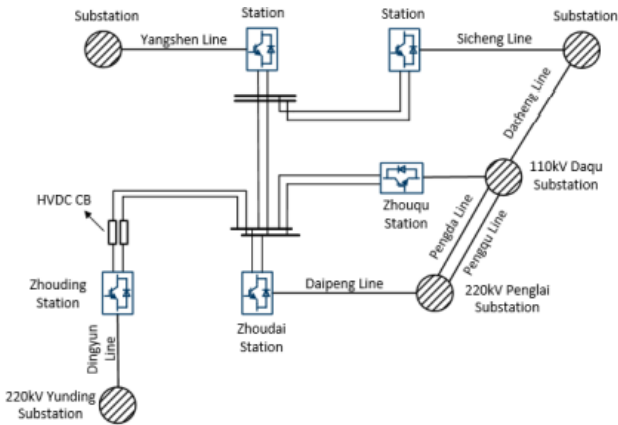 Substation
Station
Station
Substation
Yangshen Line
Sicheng Line
Dacheng Line
110kV Daqu
Substation
HVDC CB
Zhouqu
Station
Pengda Line
Pengqu Line
Zhouding
Station
Daipeng Line
220kV Penglai
Substation
Zhoudai
Station
Dingyun
Line
220kV Yunding
Substation